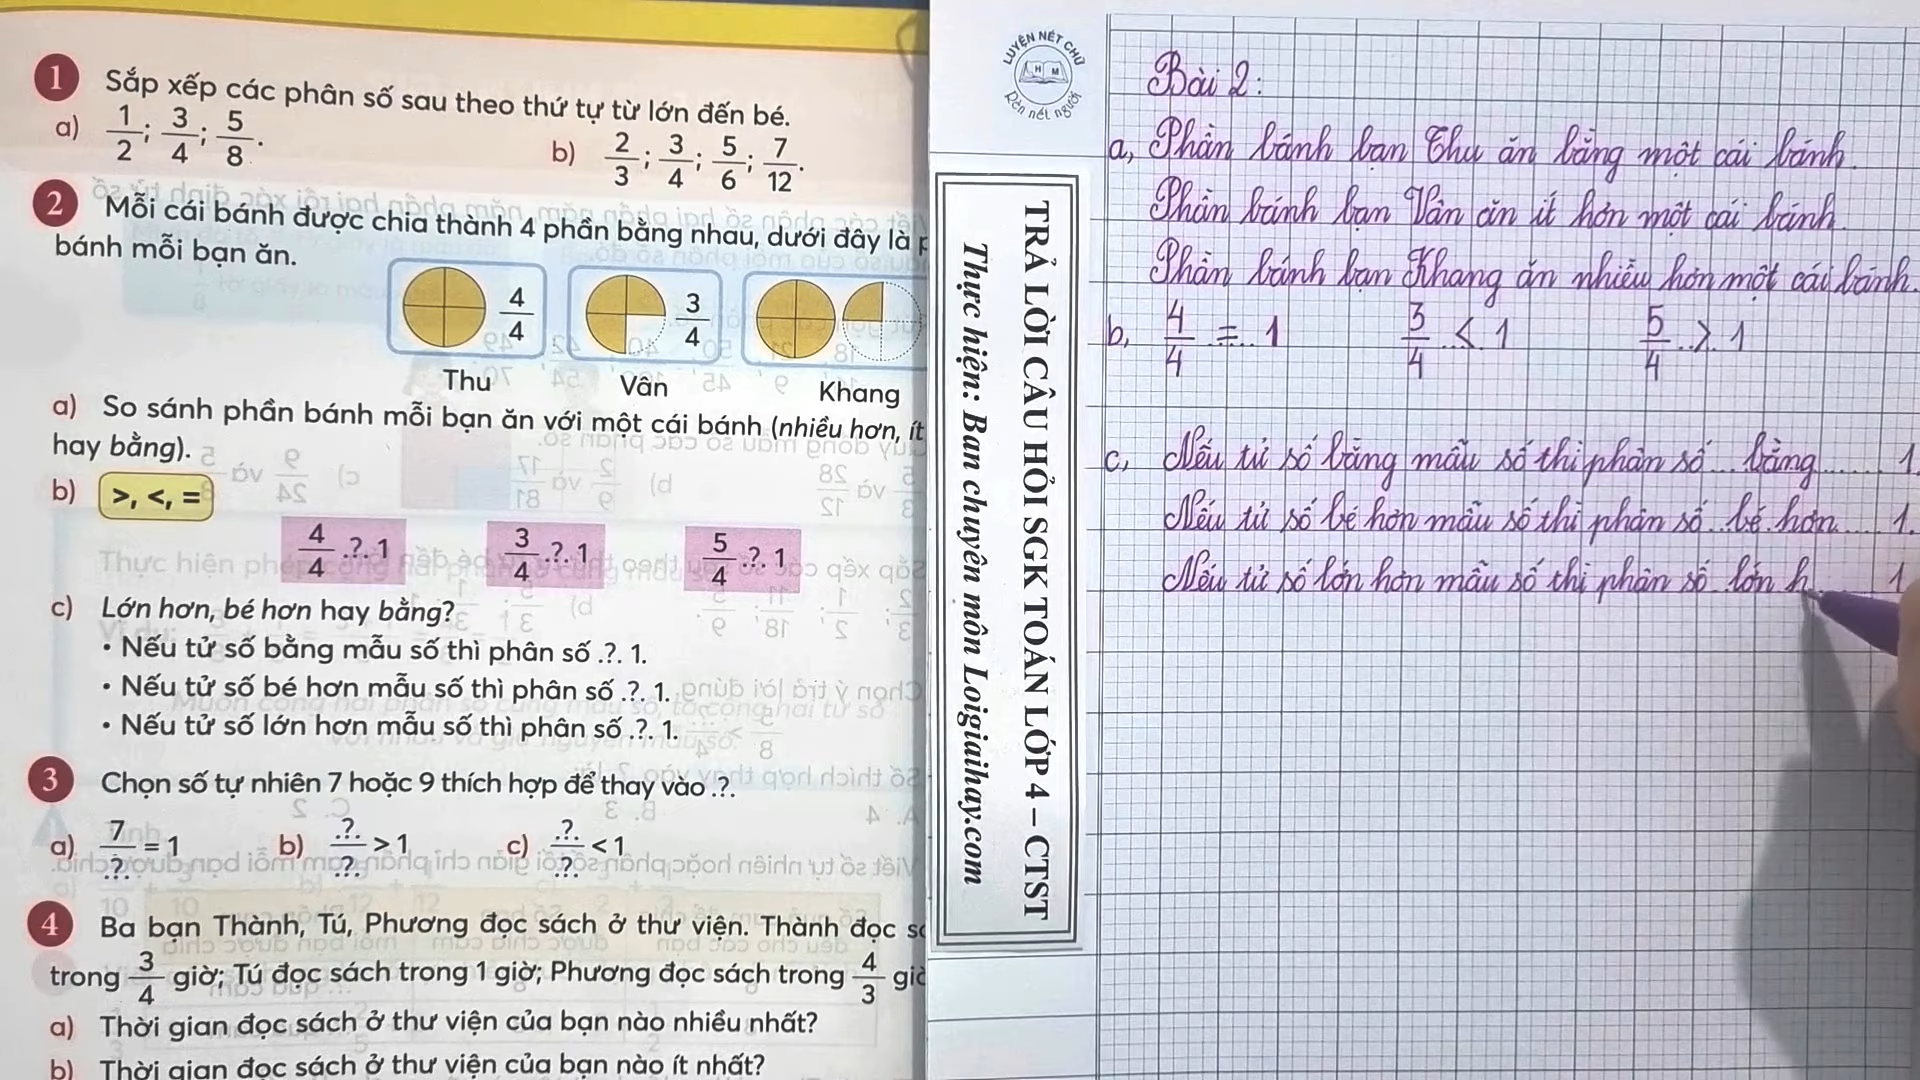 1 Sắp xếp các phân số sau theo thứ tự từ lớn đến bé.
a) 1/2; 3/4; 5/8. b) 2/3; 3/4; 5/6; 7/12.
2 Mỗi cái bánh được chia thành 4 phần bằng nhau, dưới đây là
bánh mỗi bạn ăn.
4/4 3/4
Thu Vân Khang
a) So sánh phần bánh mỗi bạn ăn với một cái bánh (nhiều hơn, ít
hay bằng).
b) >, <, =
4/4 .?. 1 3/4 .?. 1 5/4 .?. 1
c) Lớn hơn, bé hơn hay bằng?
• Nếu tử số bằng mẫu số thì phân số .?. 1.
• Nếu tử số bé hơn mẫu số thì phân số .?. 1.
• Nếu tử số lớn hơn mẫu số thì phân số .?. 1.
3 Chọn số tự nhiên 7 hoặc 9 thích hợp để thay vào .?.
a) 7/.?. = 1 b) .?./.?. > 1 c) .?./.?. < 1
4 Ba bạn Thành, Tú, Phương đọc sách ở thư viện. Thành đọc
trong 3/4 giờ; Tú đọc sách trong 1 giờ; Phương đọc sách trong 4/3 giờ
a) Thời gian đọc sách ở thư viện của bạn nào nhiều nhất?
b) Thời gian đọc sách ở thư viện của bạn nào ít nhất?
LUYỆN NÉT CHỮ
H M
Rèn nét người
TRẢ LỜI CÂU HỎI SGK TOÁN LỚP 4 – CTST
Thực hiện: Ban chuyên môn Loigiaihay.com
Bài 2:
a, Phần bánh bạn Thu ăn bằng một cái bánh.
Phần bánh bạn Vân ăn ít hơn một cái bánh.
Phần bánh bạn Khang ăn nhiều hơn một cái bánh.
b, 4/4 ..=.. 1 3/4 ..<.. 1 5/4 ..>.. 1
c, Nếu tử số bằng mẫu số thì phân số ... bằng ...... 1.
Nếu tử số bé hơn mẫu số thì phân số ... bé hơn .... 1.
Nếu tử số lớn hơn mẫu số thì phân số ... lớn h 1